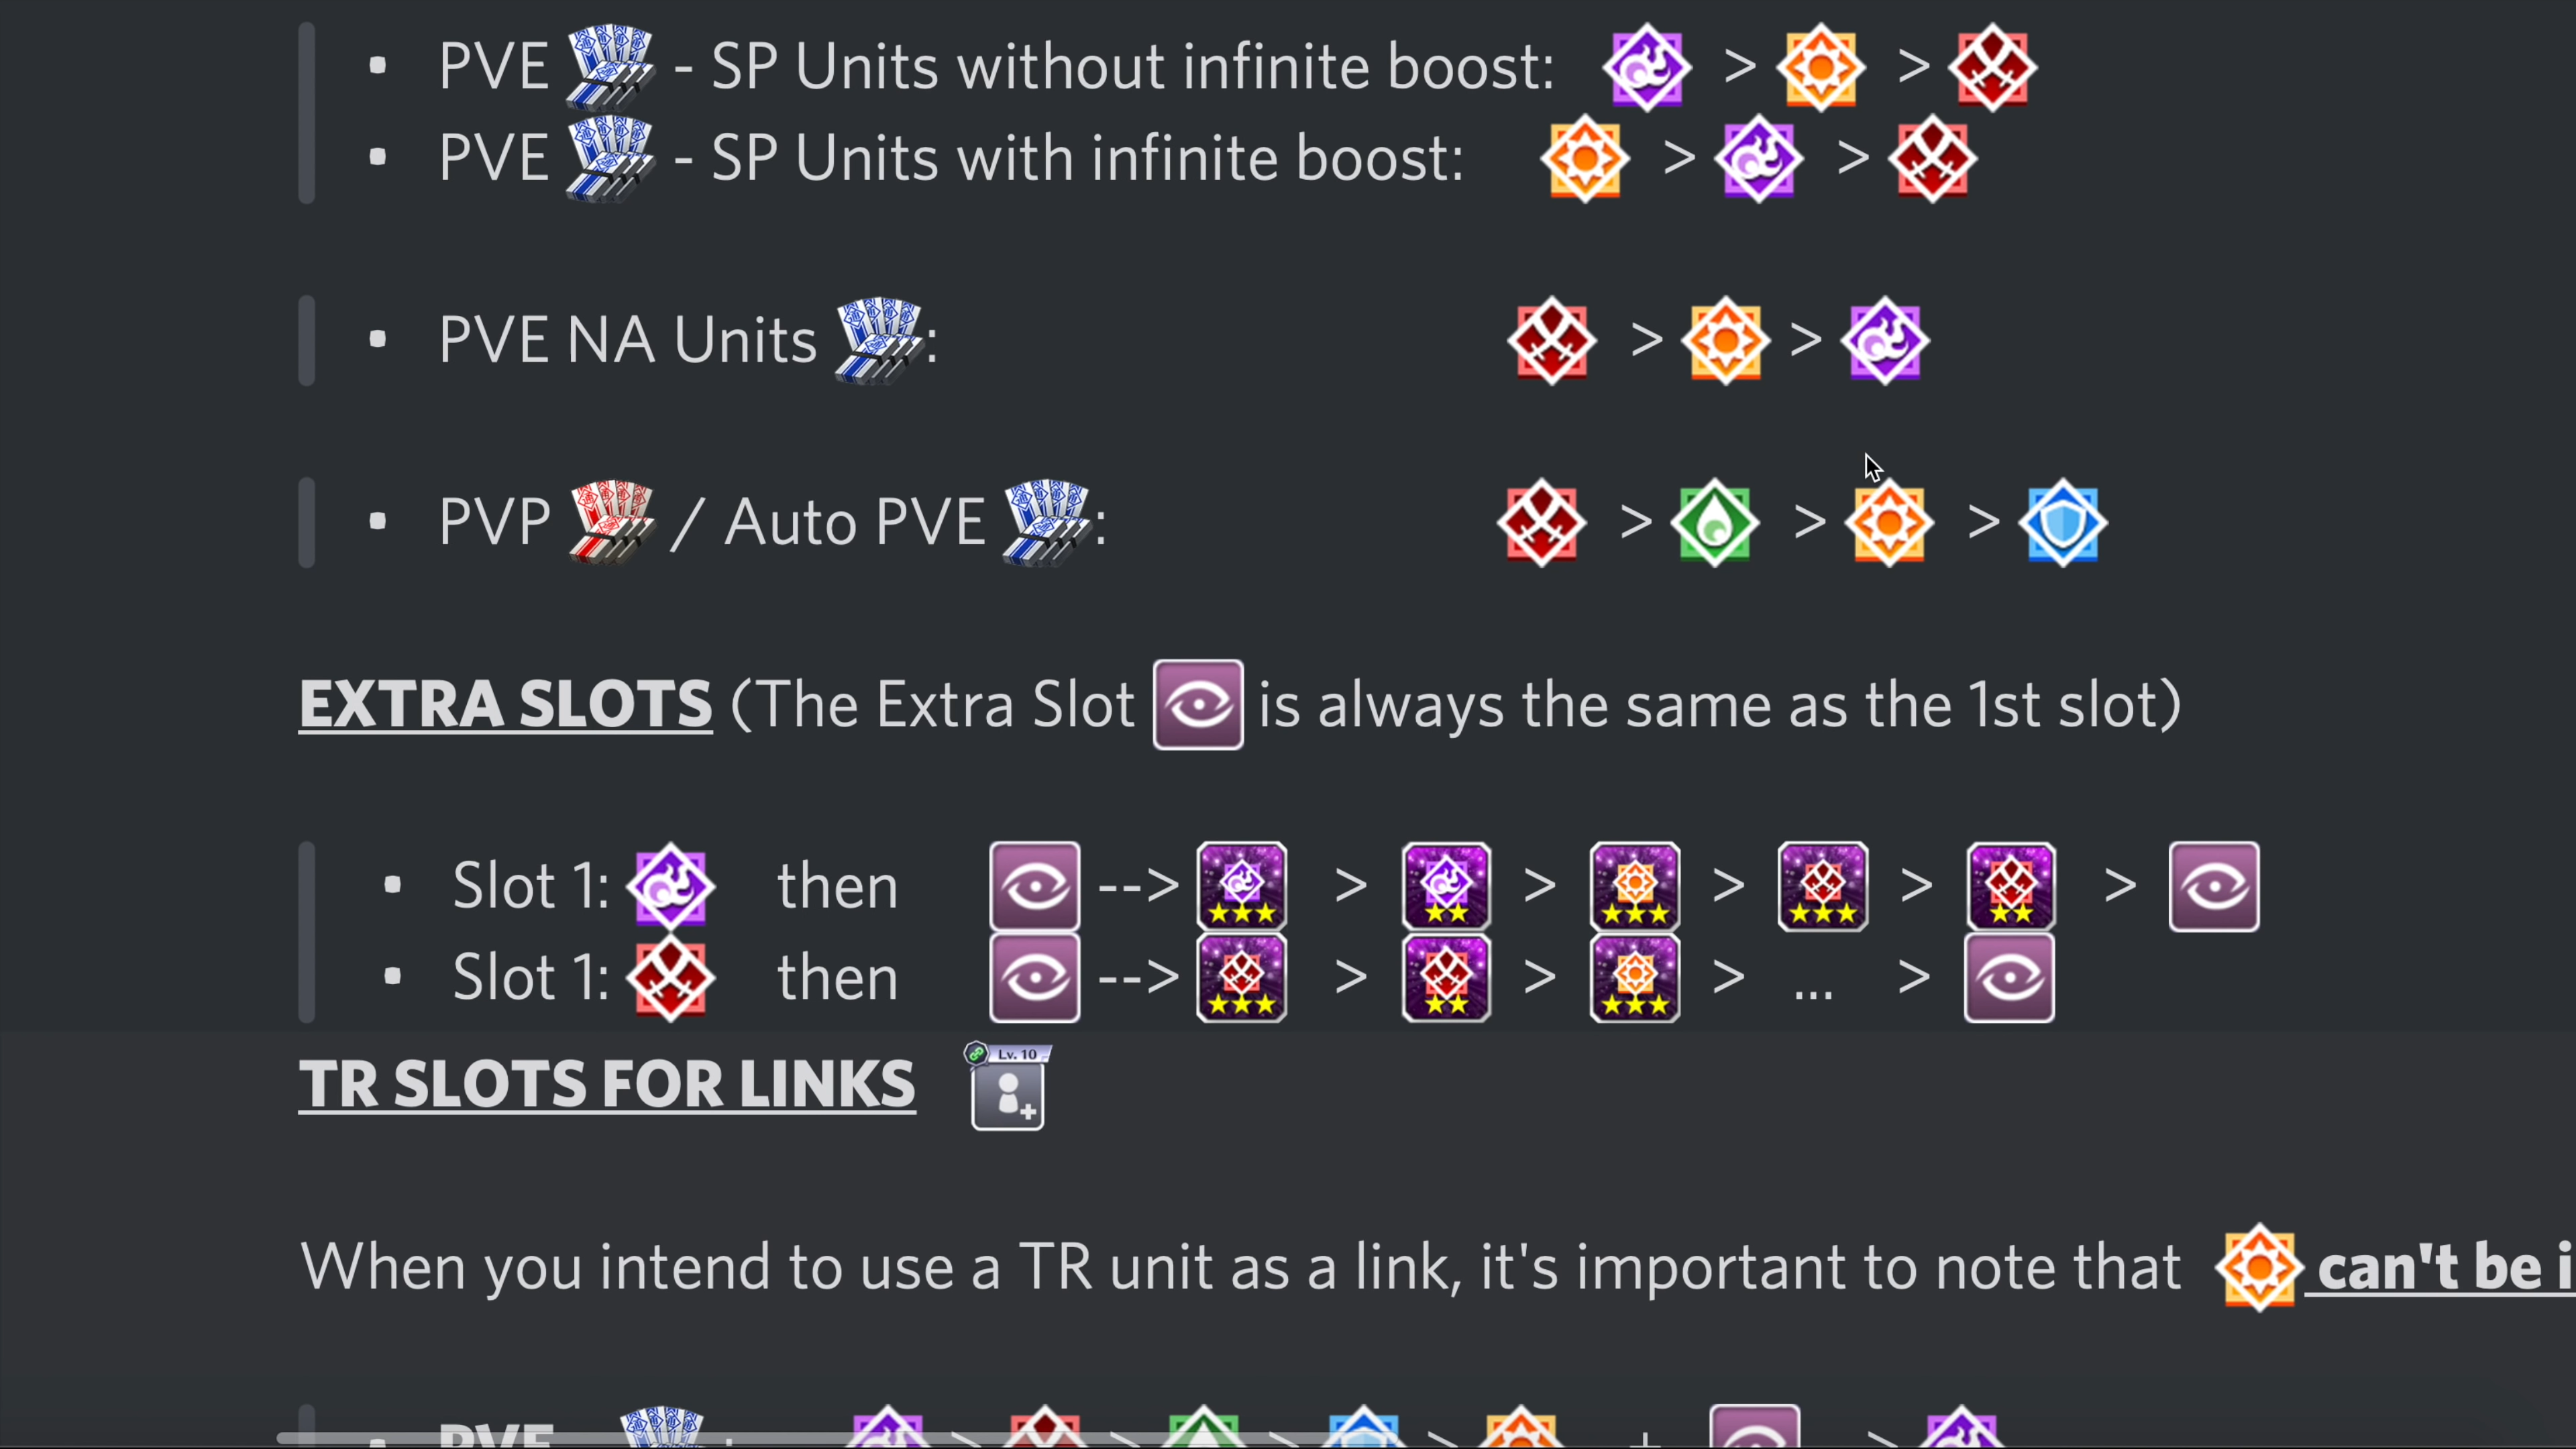 PVE - SP Units without infinite boost: > >
PVE - SP Units with infinite boost: > >
PVE NA Units : > >
PVP / Auto PVE : > > >
EXTRA SLOTS (The Extra Slot is always the same as the 1st slot)
Slot 1: then --> > > > > >
Slot 1: then --> > > > ... >
TR SLOTS FOR LINKS Lv. 10
When you intend to use a TR unit as a link, it's important to note that can't be i
PVE : > > > > + >